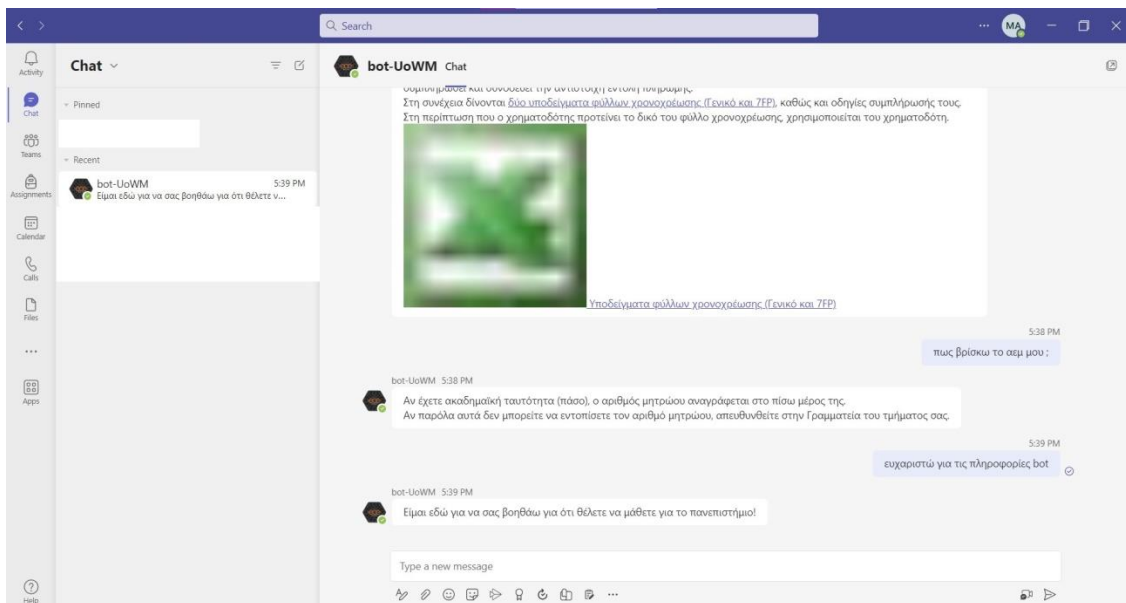 Search
MA
Activity
Chat
Teams
Assignments
Calendar
Calls
Files
Apps
Help
Chat
Pinned
Recent
bot-UoWM 5:39 PM
Είμαι εδώ για να σας βοηθάω για ότι θέλετε ν...
bot-UoWM Chat
Στη συνέχεια δίνονται δύο υποδείγματα φύλλων χρονοχρέωσης (Γενικό και 7FP), καθώς και οδηγίες συμπλήρωσής τους.
Στη περίπτωση που ο χρηματοδότης προτείνει το δικό του φύλλο χρονοχρέωσης, χρησιμοποιείται του χρηματοδότη.
Υποδείγματα φύλλων χρονοχρέωσης (Γενικό και 7FP)
5:38 PM
πως βρίσκω το αεμ μου ;
bot-UoWM 5:38 PM
Αν έχετε ακαδημαϊκή ταυτότητα (πάσο), ο αριθμός μητρώου αναγράφεται στο πίσω μέρος της.
Αν παρόλα αυτά δεν μπορείτε να εντοπίσετε τον αριθμό μητρώου, απευθυνθείτε στην Γραμματεία του τμήματος σας.
5:39 PM
ευχαριστώ για τις πληροφορίες bot
bot-UoWM 5:39 PM
Είμαι εδώ για να σας βοηθάω για ότι θέλετε να μάθετε για το πανεπιστήμιο!
Type a new message